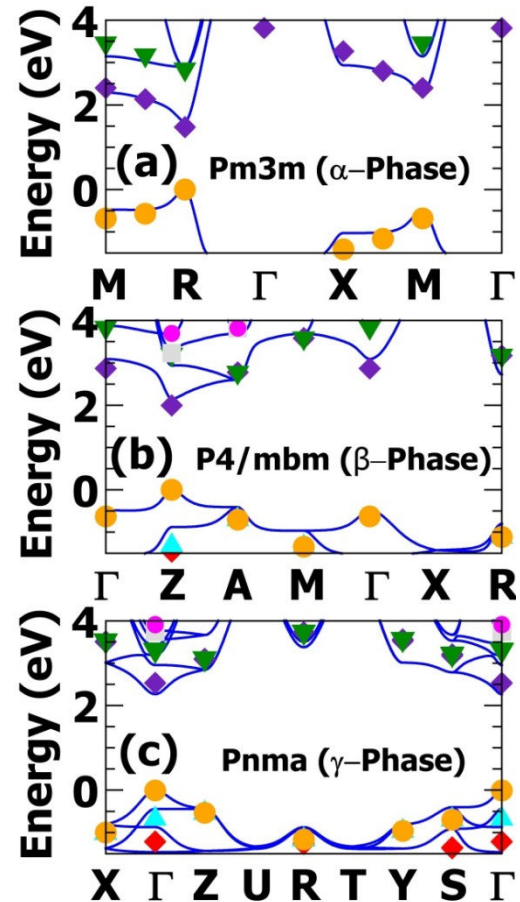 Energy (eV)
4
2
0
(a) Pm3m (α–Phase)
M R Γ X M Γ
Energy (eV)
4
2
0
(b) P4/mbm (β–Phase)
Γ Z A M Γ X R
Energy (eV)
4
2
0
(c) Pnma (γ–Phase)
X Γ Z U R T Y S Γ